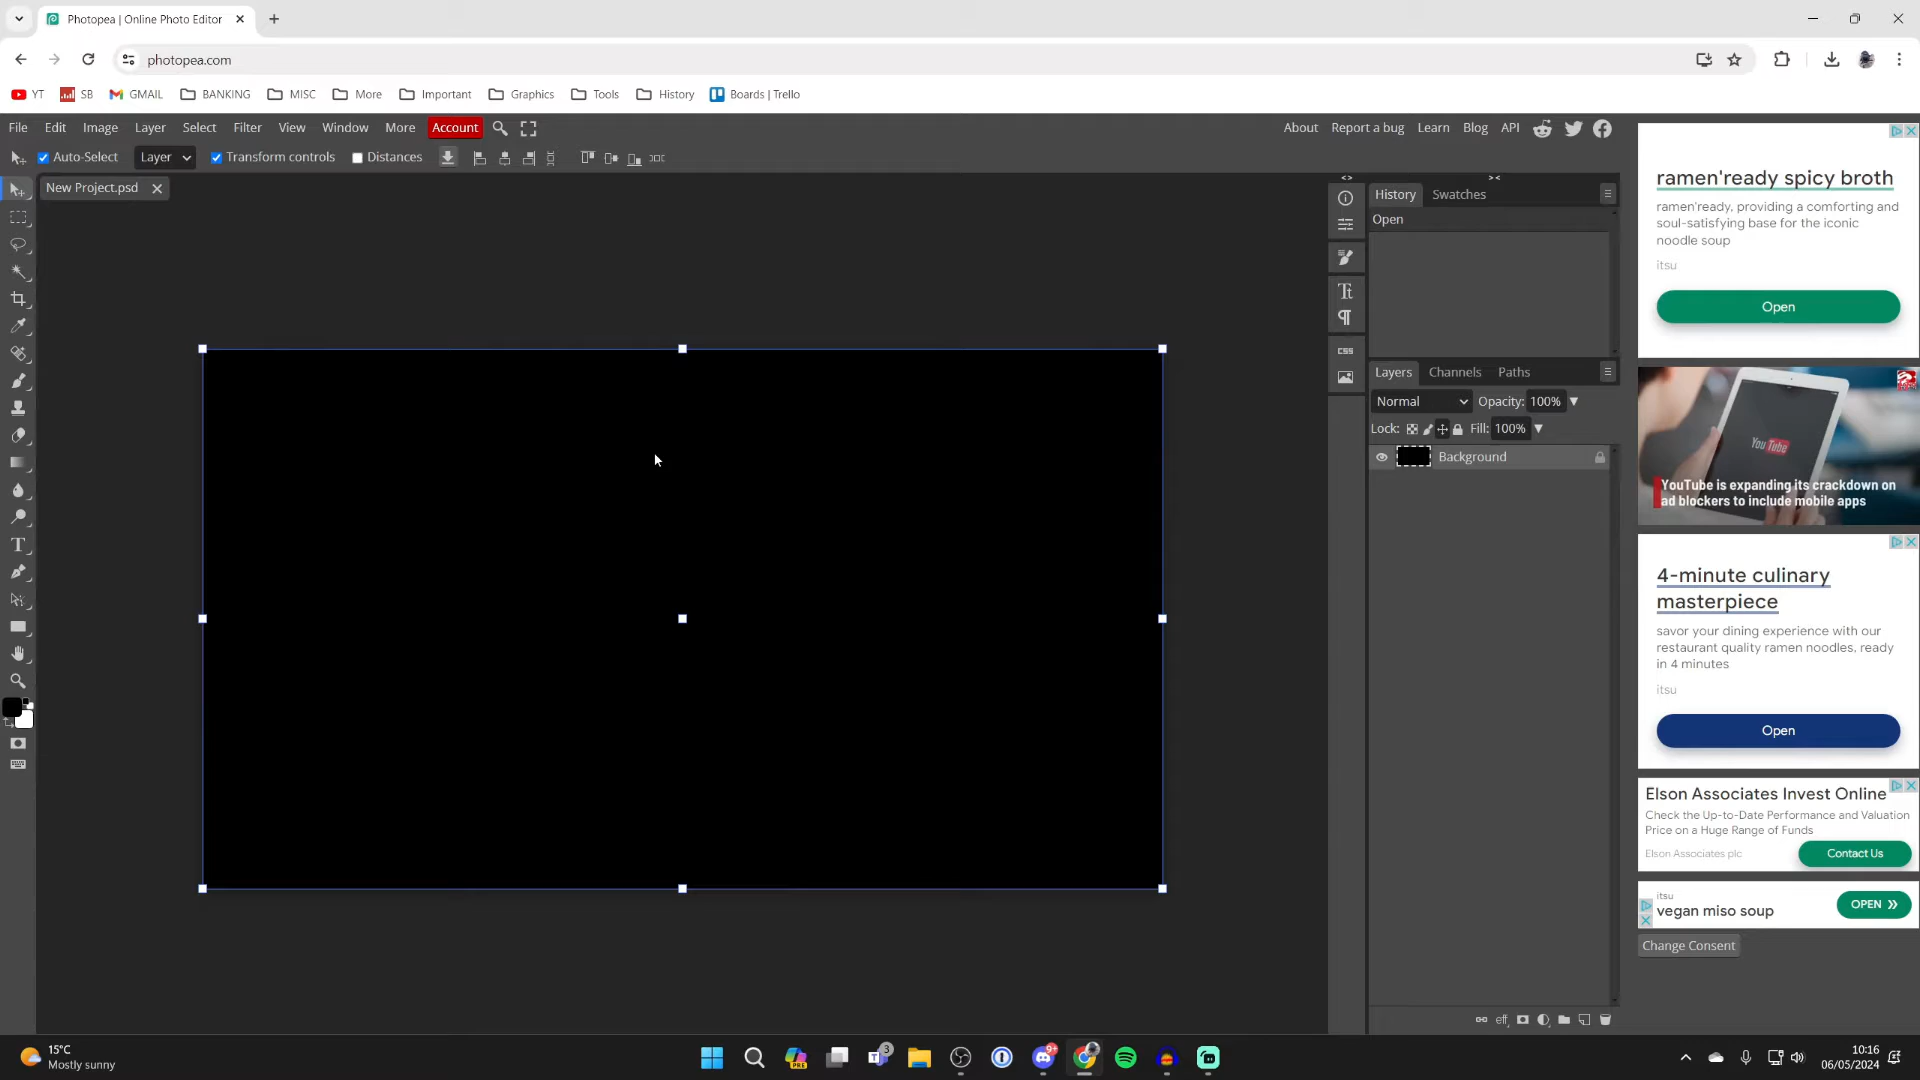 Photopea | Online Photo Editor
photopea.com
YT SB GMAIL BANKING MISC More Important Graphics Tools History Boards | Trello
File Edit Image Layer Select Filter View Window More Account About Report a bug Learn Blog API
Auto-Select Layer Transform controls Distances
New Project.psd
History Swatches
Open
Layers Channels Paths
Normal Opacity: 100%
Lock: Fill: 100%
Background
CSS
eff
T
Tt
ramen'ready spicy broth
ramen'ready, providing a comforting and
soul-satisfying base for the iconic
noodle soup
itsu
Open
YouTube
YouTube is expanding its crackdown on
ad blockers to include mobile apps
4-minute culinary
masterpiece
savor your dining experience with our
restaurant quality ramen noodles, ready
in 4 minutes
itsu
Open
Elson Associates Invest Online
Check the Up-to-Date Performance and Valuation
Price on a Huge Range of Funds
Elson Associates plc
Contact Us
itsu
vegan miso soup
OPEN
Change Consent
15°C
Mostly sunny
PRE
3
9+
10:16
06/05/2024